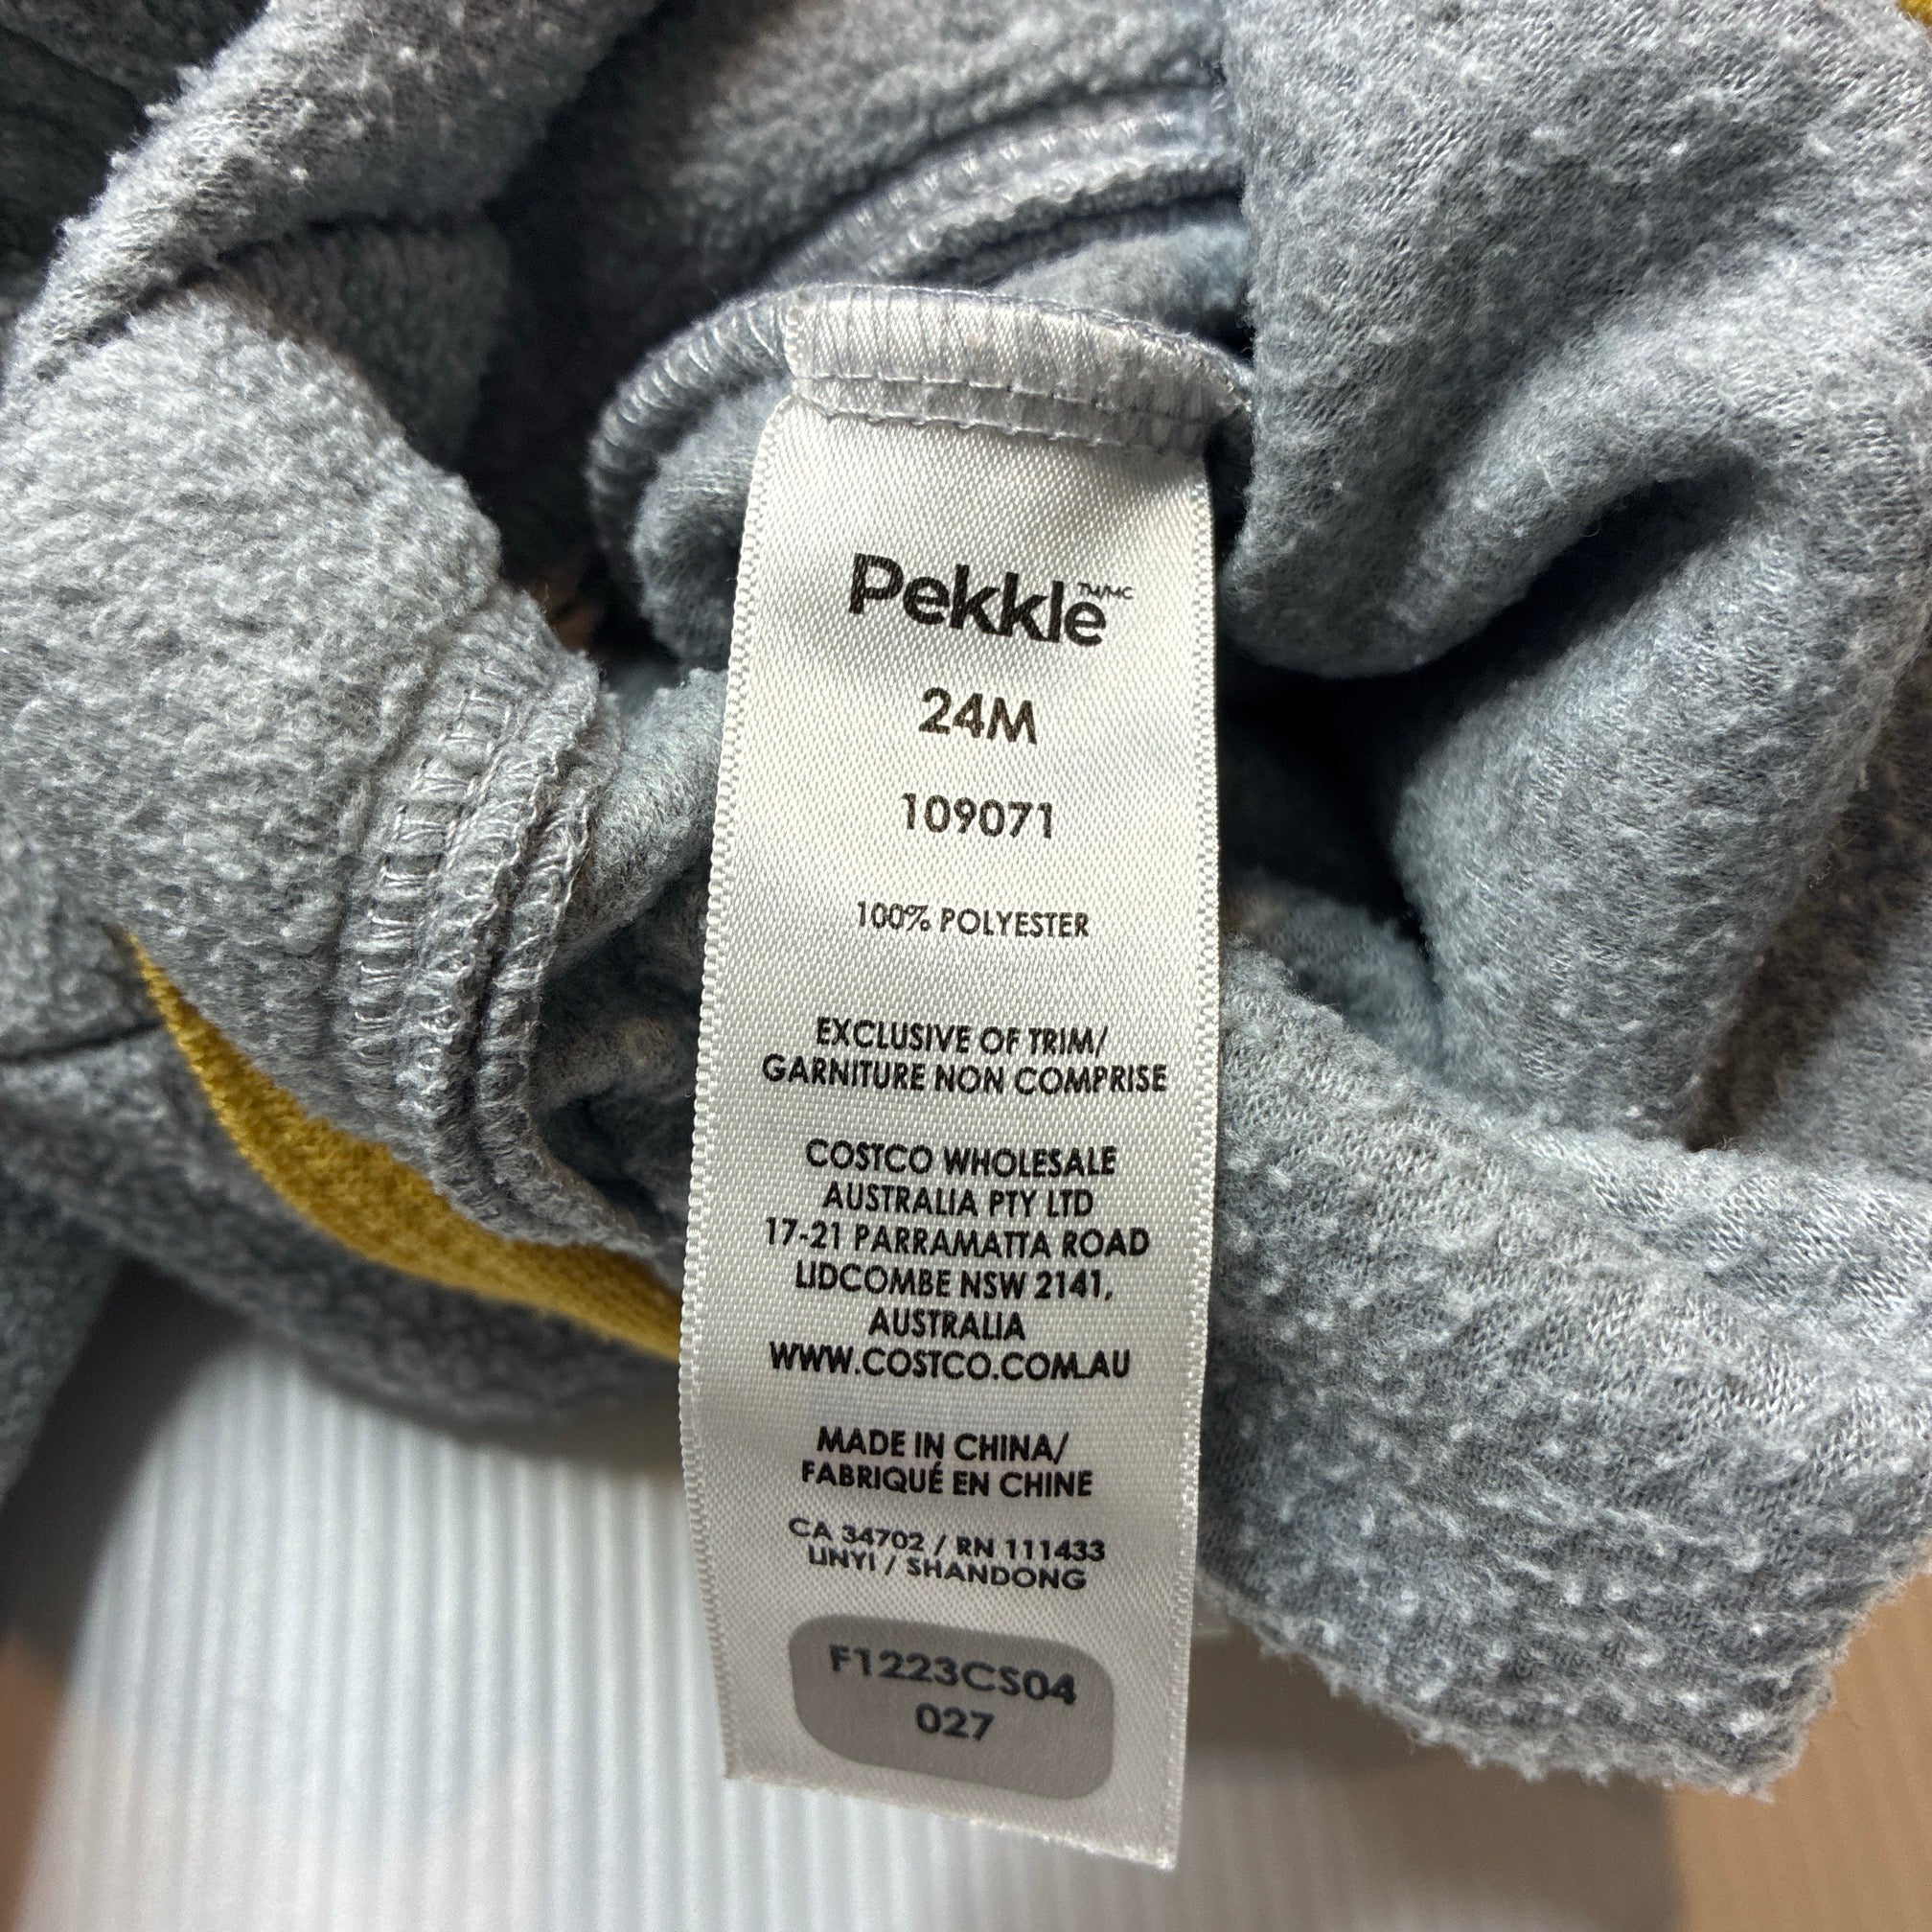 Pekkle™/MC
24M
109071
100% POLYESTER
EXCLUSIVE OF TRIM/
GARNITURE NON COMPRISE
COSTCO WHOLESALE
AUSTRALIA PTY LTD
17-21 PARRAMATTA ROAD
LIDCOMBE NSW 2141,
AUSTRALIA
WWW.COSTCO.COM.AU
MADE IN CHINA/
FABRIQUÉ EN CHINE
CA 34702 / RN 111433
LINYI / SHANDONG
F1223CS04
027